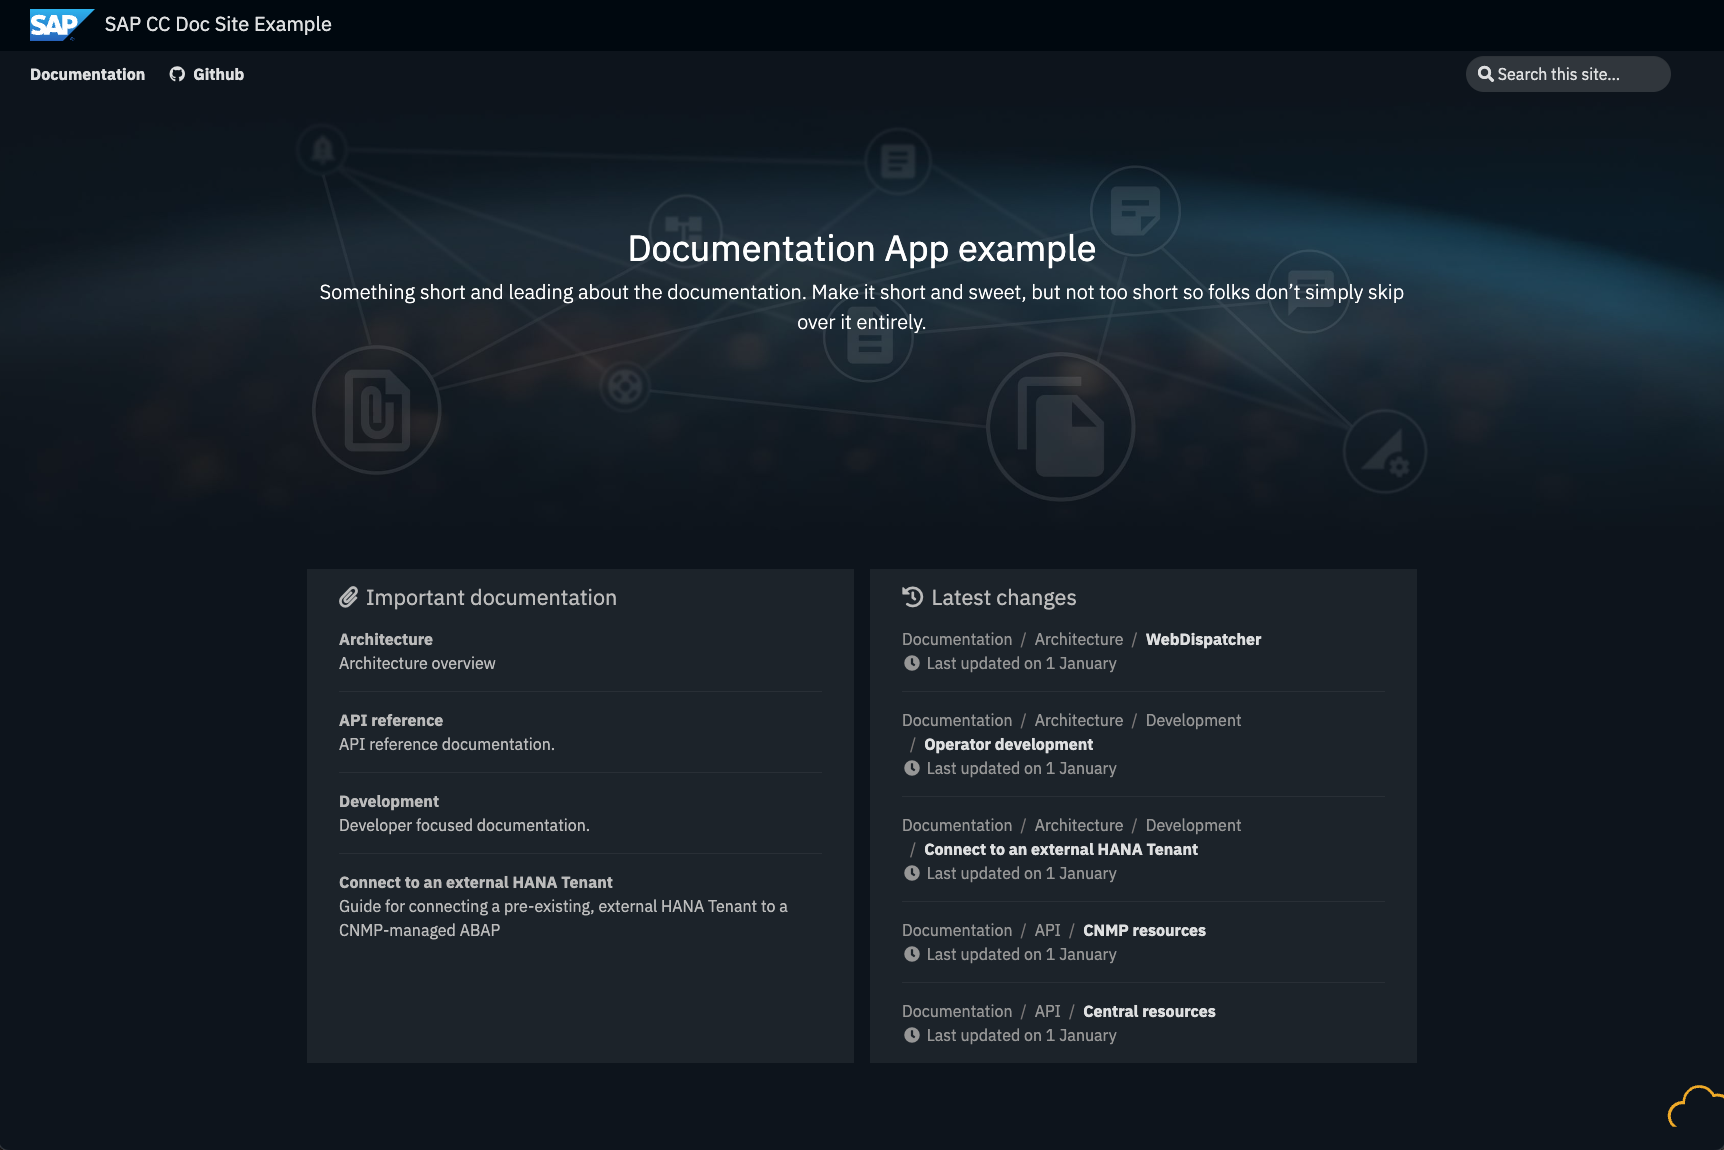 SAP SAP CC Doc Site Example
Documentation Github Search this site...
Documentation App example
Something short and leading about the documentation. Make it short and sweet, but not too short so folks don't simply skip
over it entirely.
Important documentation
Architecture
Architecture overview
API reference
API reference documentation.
Development
Developer focused documentation.
Connect to an external HANA Tenant
Guide for connecting a pre-existing, external HANA Tenant to a
CNMP-managed ABAP
Latest changes
Documentation / Architecture / WebDispatcher
Last updated on 1 January
Documentation / Architecture / Development
/ Operator development
Last updated on 1 January
Documentation / Architecture / Development
/ Connect to an external HANA Tenant
Last updated on 1 January
Documentation / API / CNMP resources
Last updated on 1 January
Documentation / API / Central resources
Last updated on 1 January